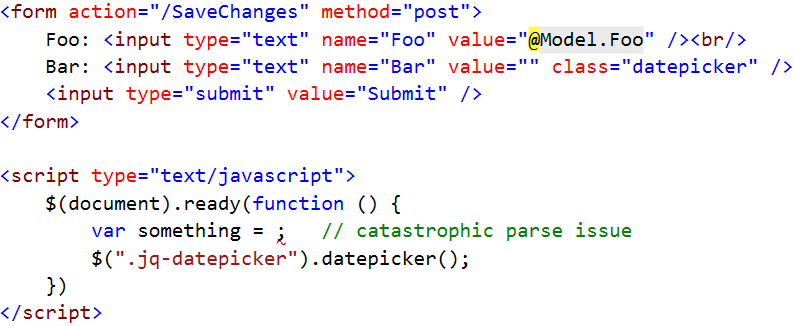 <form action="/SaveChanges" method="post">
    Foo: <input type="text" name="Foo" value="@Model.Foo" /><br/>
    Bar: <input type="text" name="Bar" value="" class="datepicker" />
    <input type="submit" value="Submit" />
</form>

<script type="text/javascript">
    $(document).ready(function () {
        var something = ;   // catastrophic parse issue
        $(".jq-datepicker").datepicker();
    })
</script>